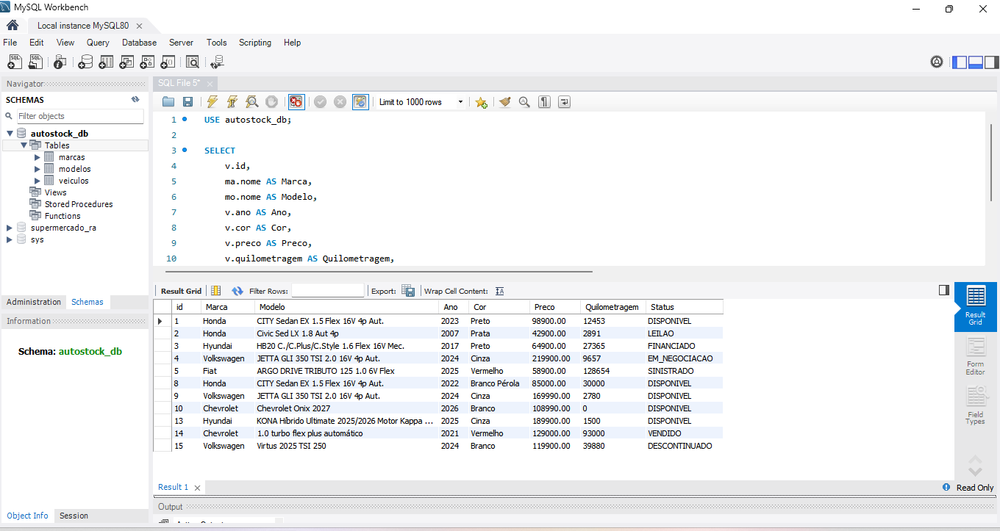 MySQL Workbench
Local instance MySQL80
File Edit View Query Database Server Tools Scripting Help
Navigator
SCHEMAS
Filter objects
autostock_db
Tables
marcas
modelos
veiculos
Views
Stored Procedures
Functions
supermercado_ra
sys
Administration Schemas
Information
Schema: autostock_db
Object Info Session
SQL File 5*
Limit to 1000 rows
1 USE autostock_db;
2
3 SELECT
4 v.id,
5 ma.nome AS Marca,
6 mo.nome AS Modelo,
7 v.ano AS Ano,
8 v.cor AS Cor,
9 v.preco AS Preco,
10 v.quilometragem AS Quilometragem,
Result Grid Filter Rows: Export: Wrap Cell Content:
id Marca Modelo Ano Cor Preco Quilometragem Status
1 Honda CITY Sedan EX 1.5 Flex 16V 4p Aut. 2023 Preto 98900.00 12453 DISPONIVEL
2 Honda Civic Sed LX 1.8 Aut 4p 2007 Prata 42900.00 2891 LEILAO
3 Hyundai HB20 C./C.Plus/C.Style 1.6 Flex 16V Mec. 2017 Preto 64900.00 27365 FINANCIADO
4 Volkswagen JETTA GLI 350 TSI 2.0 16V 4p Aut. 2024 Cinza 219900.00 9657 EM_NEGOCIACAO
5 Fiat ARGO DRIVE TRIBUTO 125 1.0 6V Flex 2025 Vermelho 58900.00 128654 SINISTRADO
8 Honda CITY Sedan EX 1.5 Flex 16V 4p Aut. 2022 Branco Pérola 85000.00 30000 DISPONIVEL
9 Volkswagen JETTA GLI 350 TSI 2.0 16V 4p Aut. 2024 Cinza 169990.00 2780 DISPONIVEL
10 Chevrolet Chevrolet Onix 2027 2026 Branco 108990.00 0 DISPONIVEL
13 Hyundai KONA Híbrido Ultimate 2025/2026 Motor Kappa ... 2025 Cinza 189900.00 1500 DISPONIVEL
14 Chevrolet 1.0 turbo flex plus automático 2021 Vermelho 129000.00 93000 VENDIDO
15 Volkswagen Virtus 2025 TSI 250 2024 Branco 119900.00 39880 DESCONTINUADO
Result
Grid
Form
Editor
Field
Types
Result 1
Read Only
Output